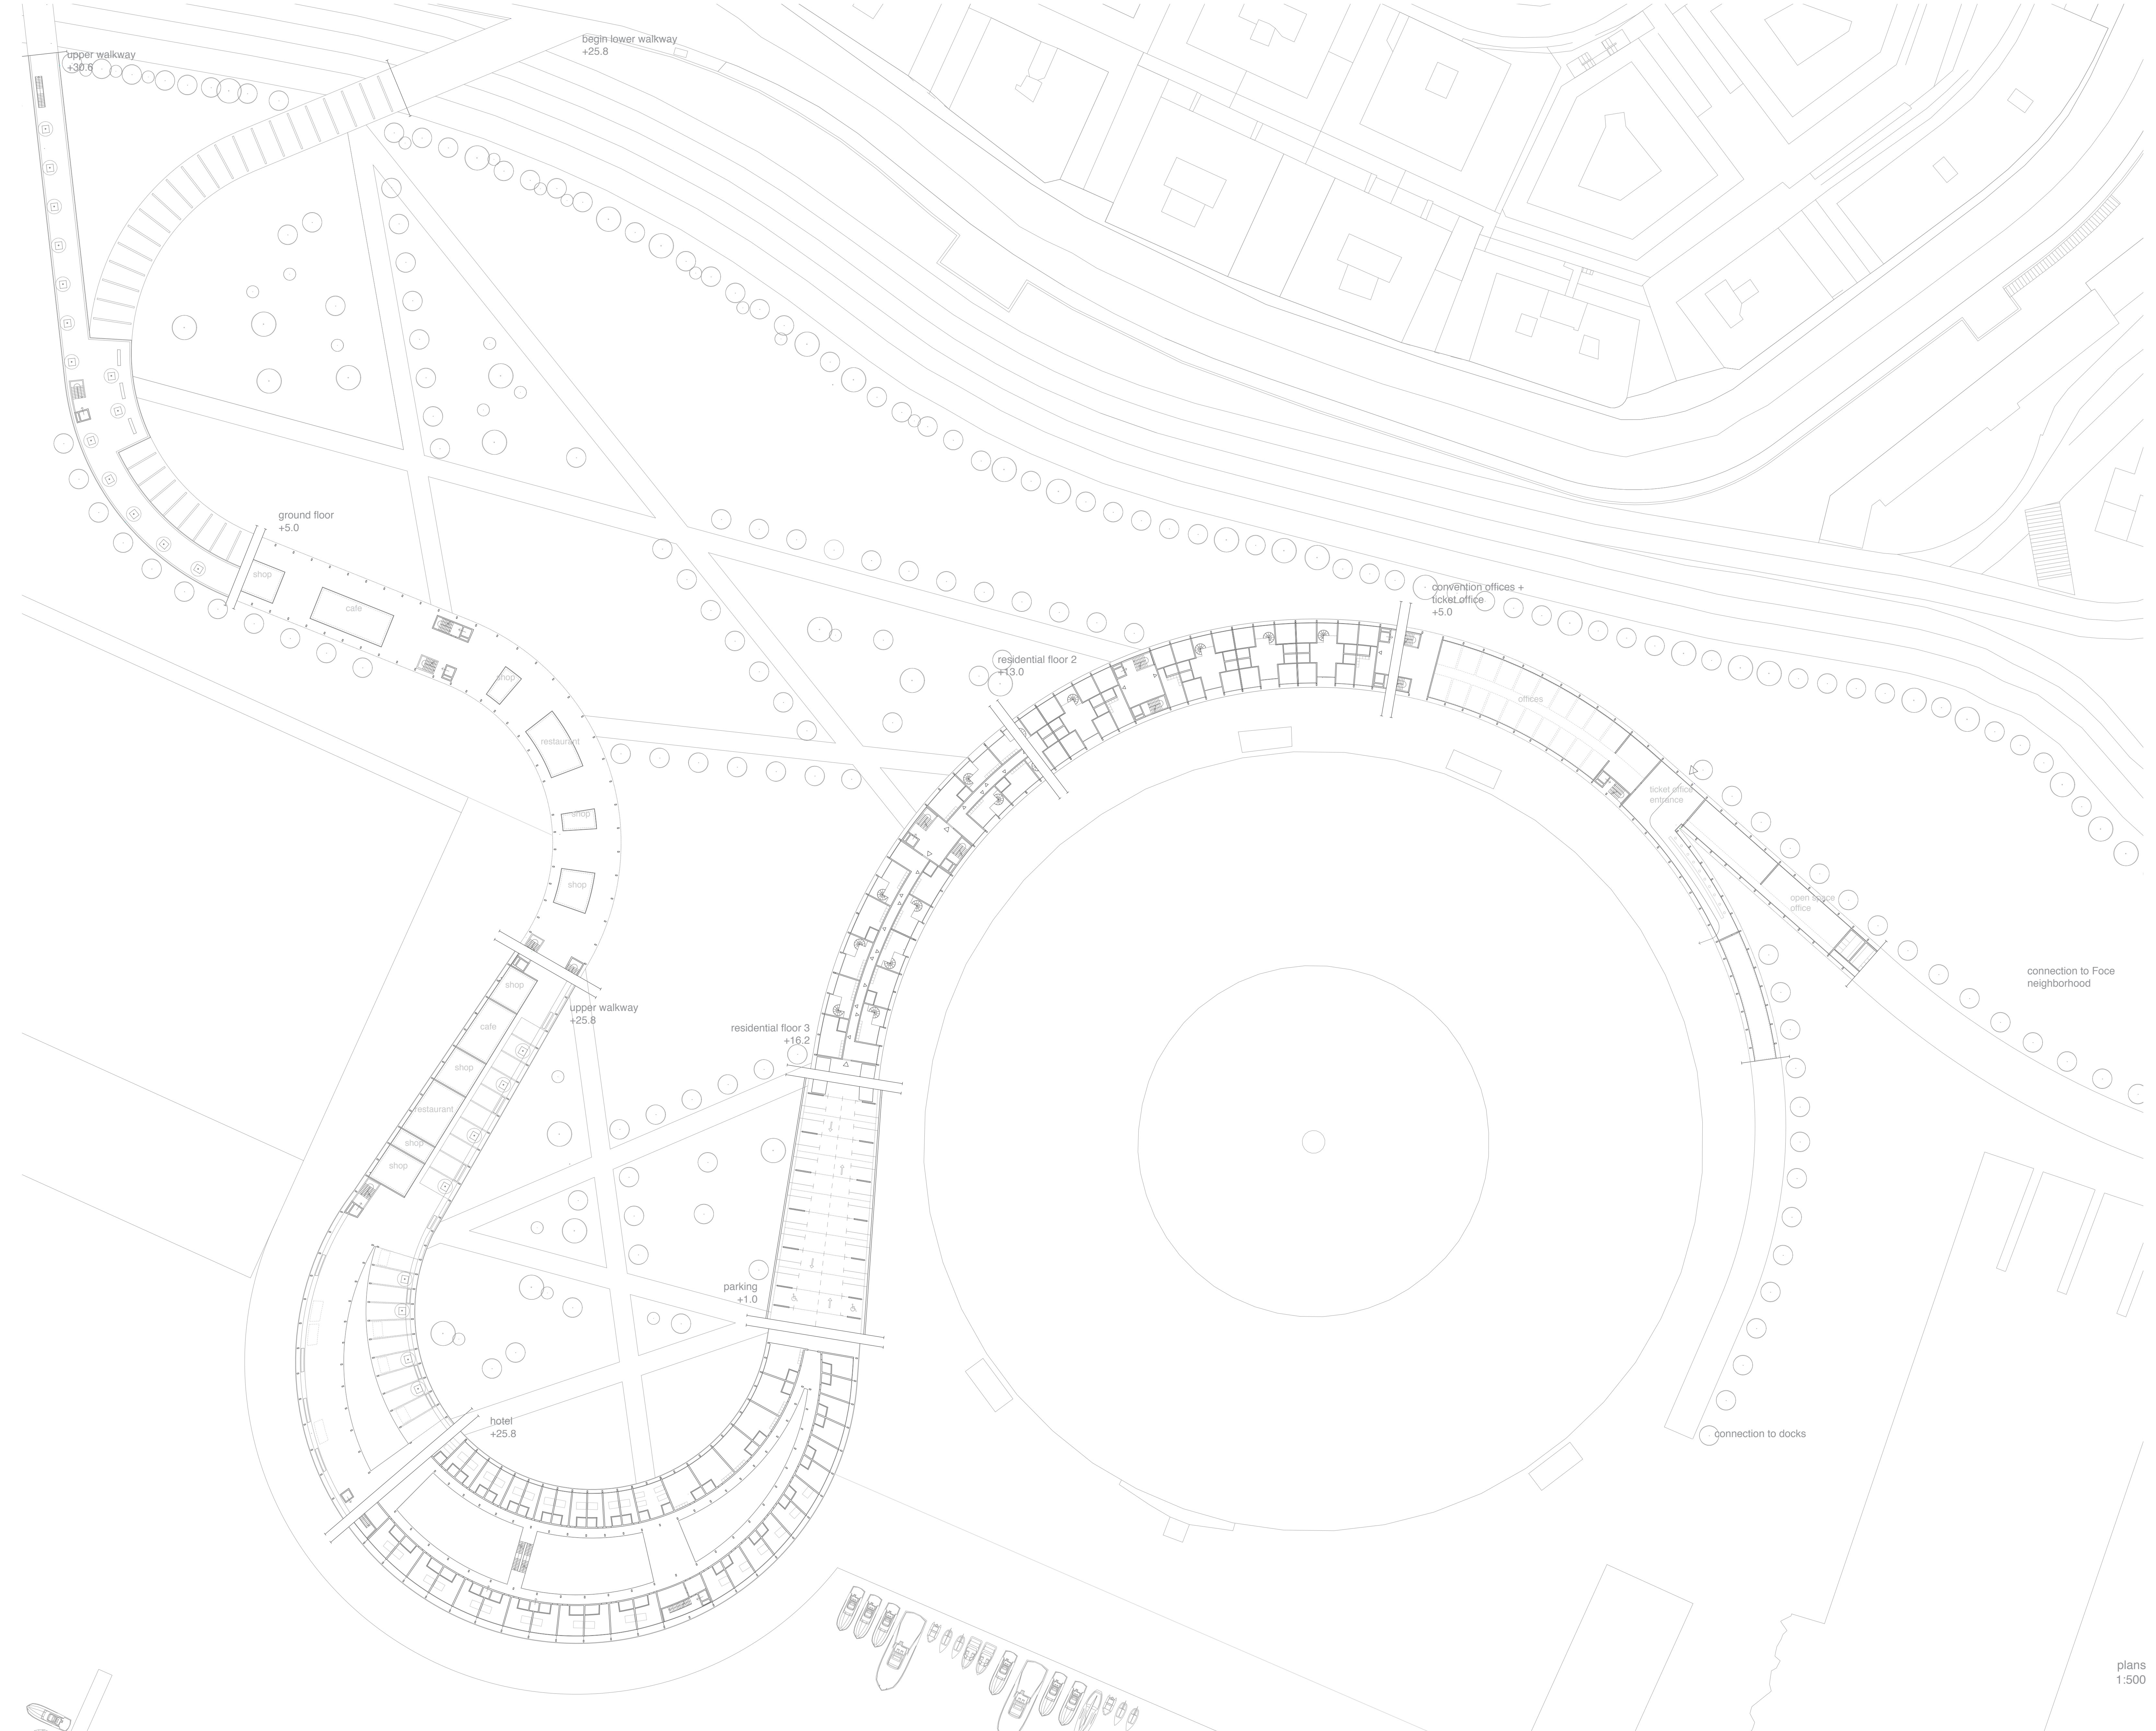 upper walkway
+30.6
begin lower walkway
+25.8
ground floor
+5.0
shop
cafe
shop
restaurant
shop
shop
convention offices +
ticket office
+5.0
residential floor 2
+13.0
offices
ticket office
entrance
open space
office
connection to Foce
neighborhood
shop
cafe
shop
restaurant
shop
shop
upper walkway
+25.8
residential floor 3
+16.2
parking
+1.0
hotel
+25.8
connection to docks
plans
1:500